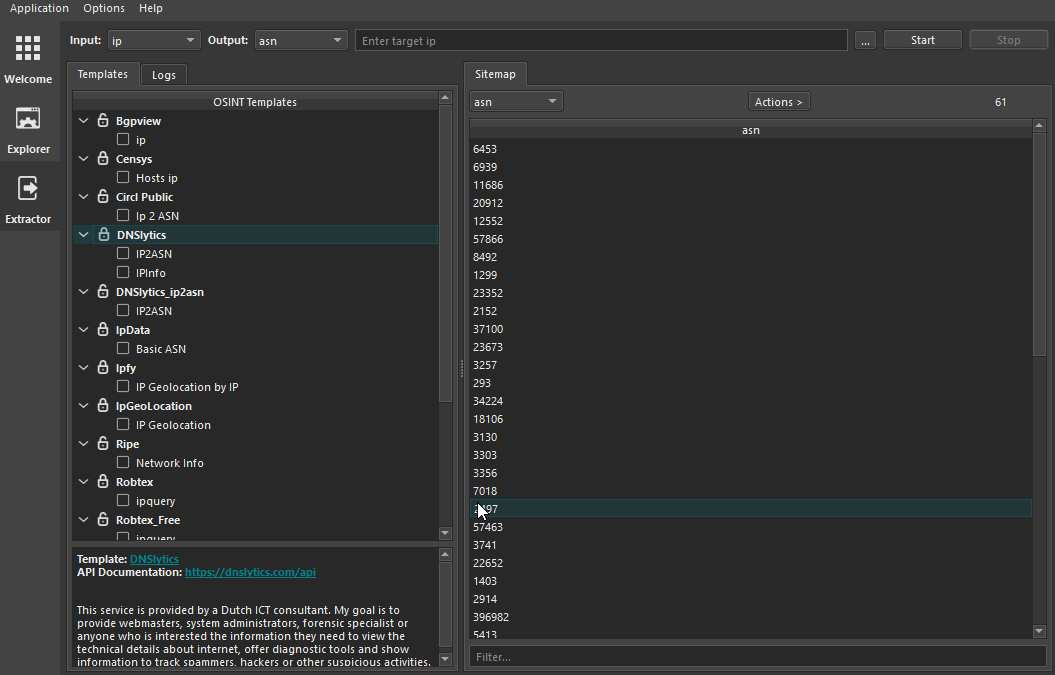 Application Options Help
Input: ip Output: asn Enter target ip ... Start Stop
Welcome
Explorer
Extractor
Templates Logs
OSINT Templates
Bgpview
ip
Censys
Hosts ip
Circl Public
Ip 2 ASN
DNSlytics
IP2ASN
IPInfo
DNSlytics_ip2asn
IP2ASN
IpData
Basic ASN
Ipfy
IP Geolocation by IP
IpGeoLocation
IP Geolocation
Ripe
Network Info
Robtex
ipquery
Robtex_Free
ipquery
Template: DNSlytics
API Documentation: https://dnslytics.com/api
This service is provided by a Dutch ICT consultant. My goal is to
provide webmasters, system administrators, forensic specialist or
anyone who is interested the information they need to view the
technical details about internet, offer diagnostic tools and show
information to track spammers, hackers or other suspicious activities.
Sitemap
asn Actions > 61
asn
6453
6939
11686
20912
12552
57866
8492
1299
23352
2152
37100
23673
3257
293
34224
18106
3130
3303
3356
7018
2497
57463
3741
22652
1403
2914
396982
5413
Filter...